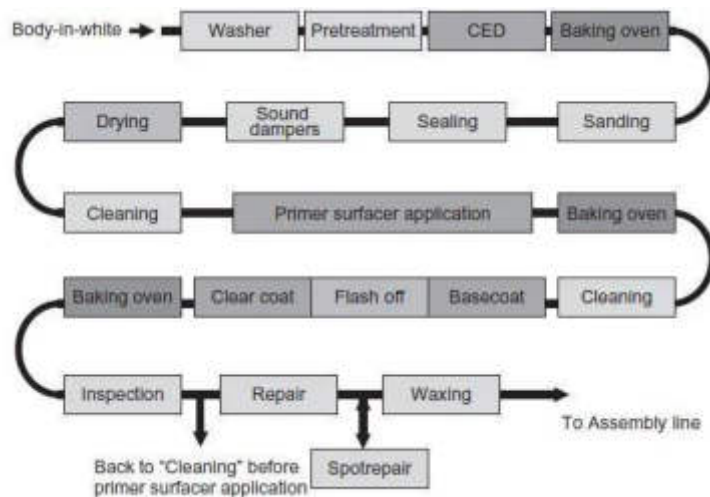 Body-in-white
Washer
Pretreatment
CED
Baking oven
Drying
Sound
dampers
Sealing
Sanding
Cleaning
Primer surfacer application
Baking oven
Baking oven
Clear coat
Flash off
Basecoat
Cleaning
Inspection
Repair
Waxing
To Assembly line
Back to "Cleaning" before
primer surfacer application
Spotrepair